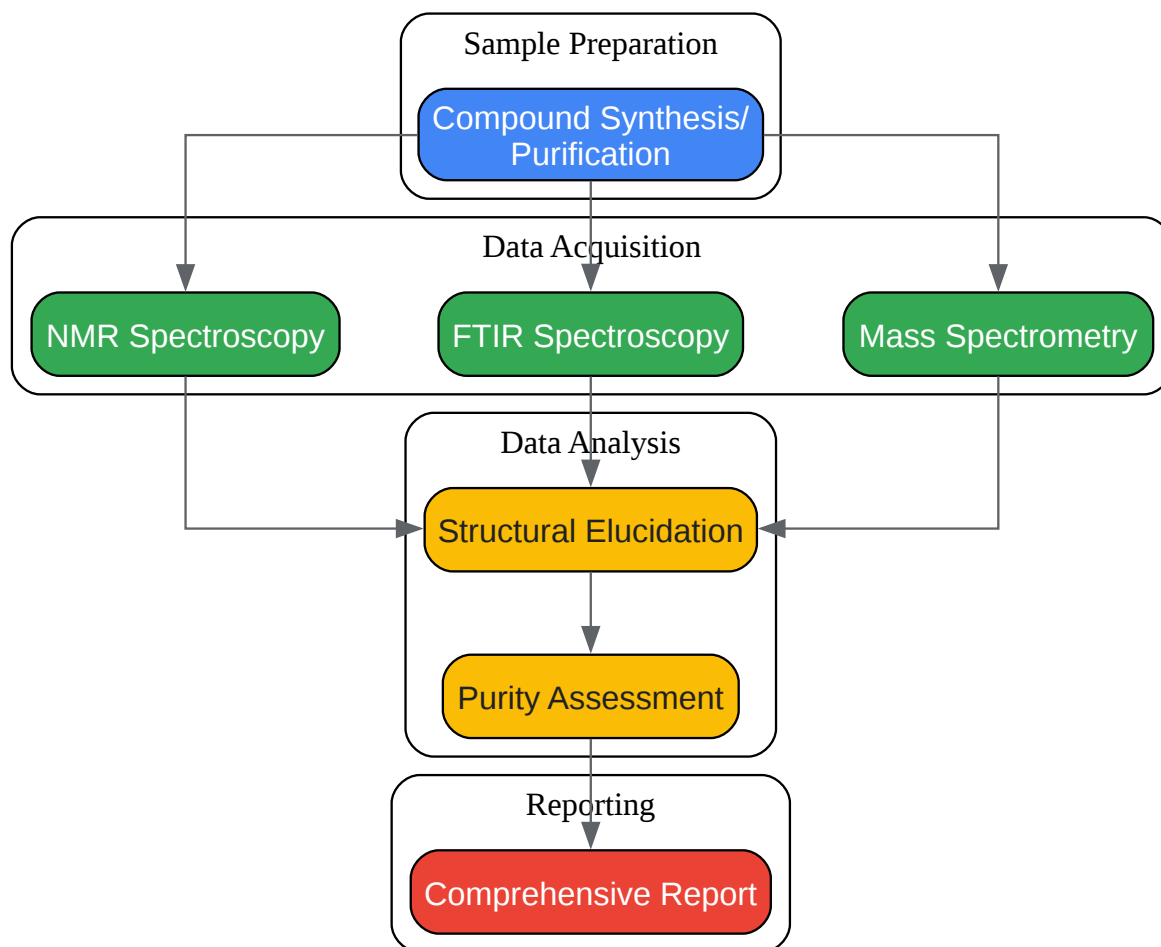 Sample Preparation
Compound Synthesis/
Purification
Data Acquisition
NMR Spectroscopy
FTIR Spectroscopy
Mass Spectrometry
Data Analysis
Structural Elucidation
Purity Assessment
Reporting
Comprehensive Report